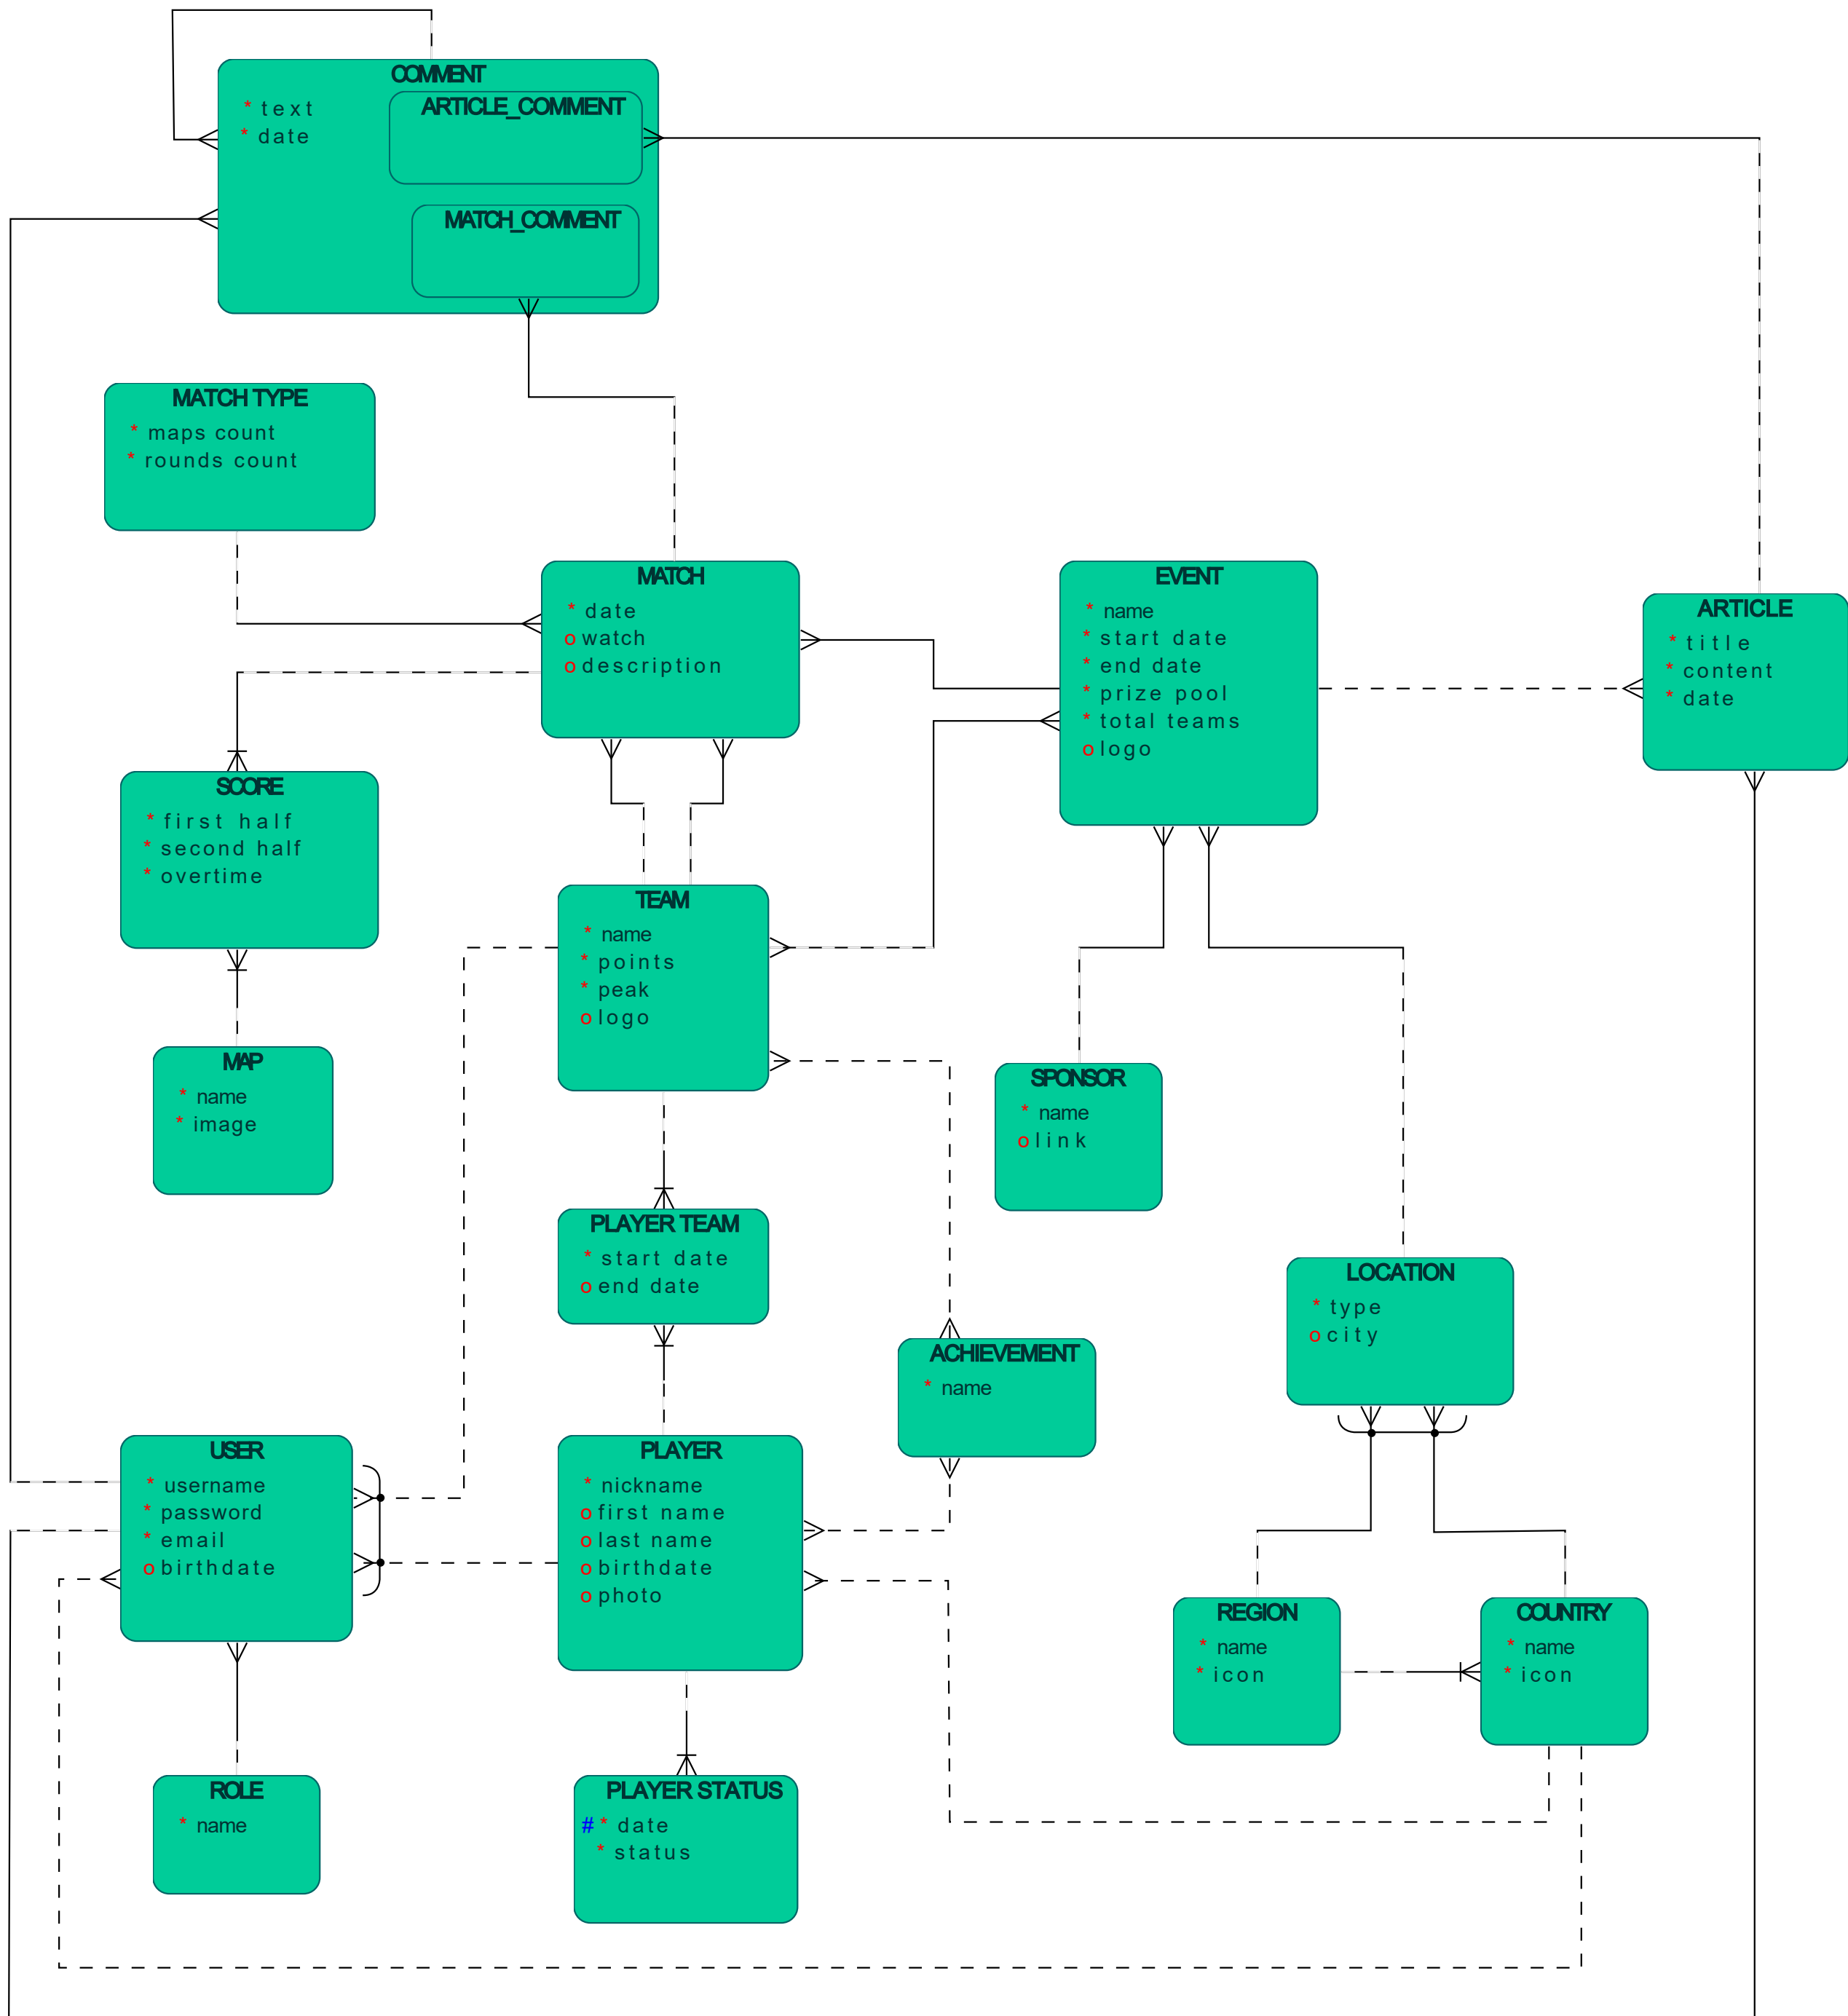 COMMENT
* text
* date
ARTICLE_COMMENT
MATCH_COMMENT
MATCH TYPE
* maps count
* rounds count
MATCH
* date
o watch
o description
EVENT
* name
* start date
* end date
* prize pool
* total teams
o logo
ARTICLE
* title
* content
* date
SCORE
* first half
* second half
* overtime
TEAM
* name
* points
* peak
o logo
MAP
* name
* image
SPONSOR
* name
o link
PLAYER TEAM
* start date
o end date
LOCATION
* type
o city
ACHIEVEMENT
* name
USER
* username
* password
* email
o birthdate
PLAYER
* nickname
o first name
o last name
o birthdate
o photo
REGION
* name
* icon
COUNTRY
* name
* icon
ROLE
* name
PLAYER STATUS
# * date
* status